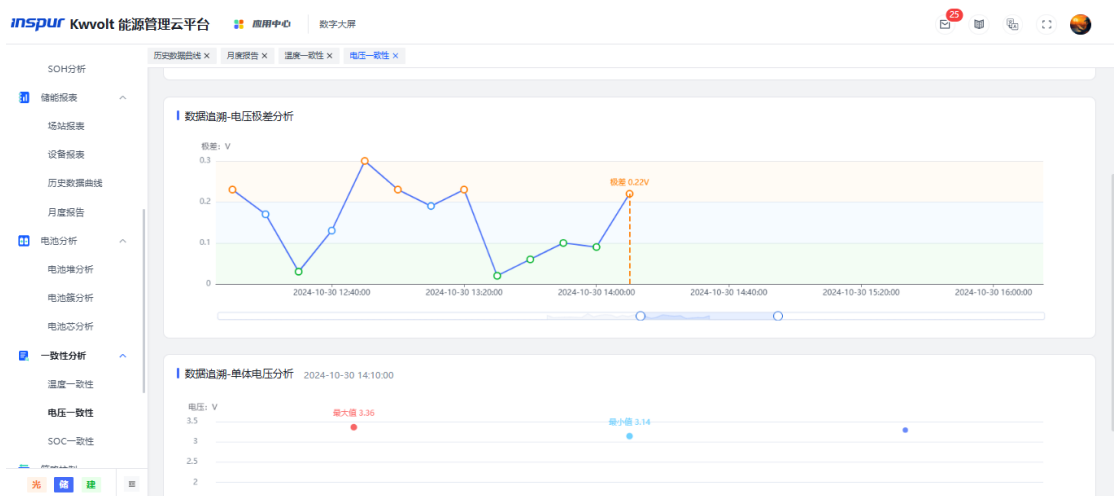 inspur Kwvolt 能源管理云平台 应用中心 数字大屏 25
历史数据曲线 × 月度报告 × 温度一致性 × 电压一致性 ×
SOH分析
储能报表
场站报表
设备报表
历史数据曲线
月度报告
电池分析
电池堆分析
电池簇分析
电池芯分析
一致性分析
温度一致性
电压一致性
SOC一致性
光 储 建
数据追溯-电压极差分析
极差: V
0.3
极差 0.22V
0.2
0.1
0
2024-10-30 12:40:00 2024-10-30 13:20:00 2024-10-30 14:00:00 2024-10-30 14:40:00 2024-10-30 15:20:00 2024-10-30 16:00:00
数据追溯-单体电压分析 2024-10-30 14:10:00
电压: V
最大值 3.36
3.5
最小值 3.14
3
2.5
2